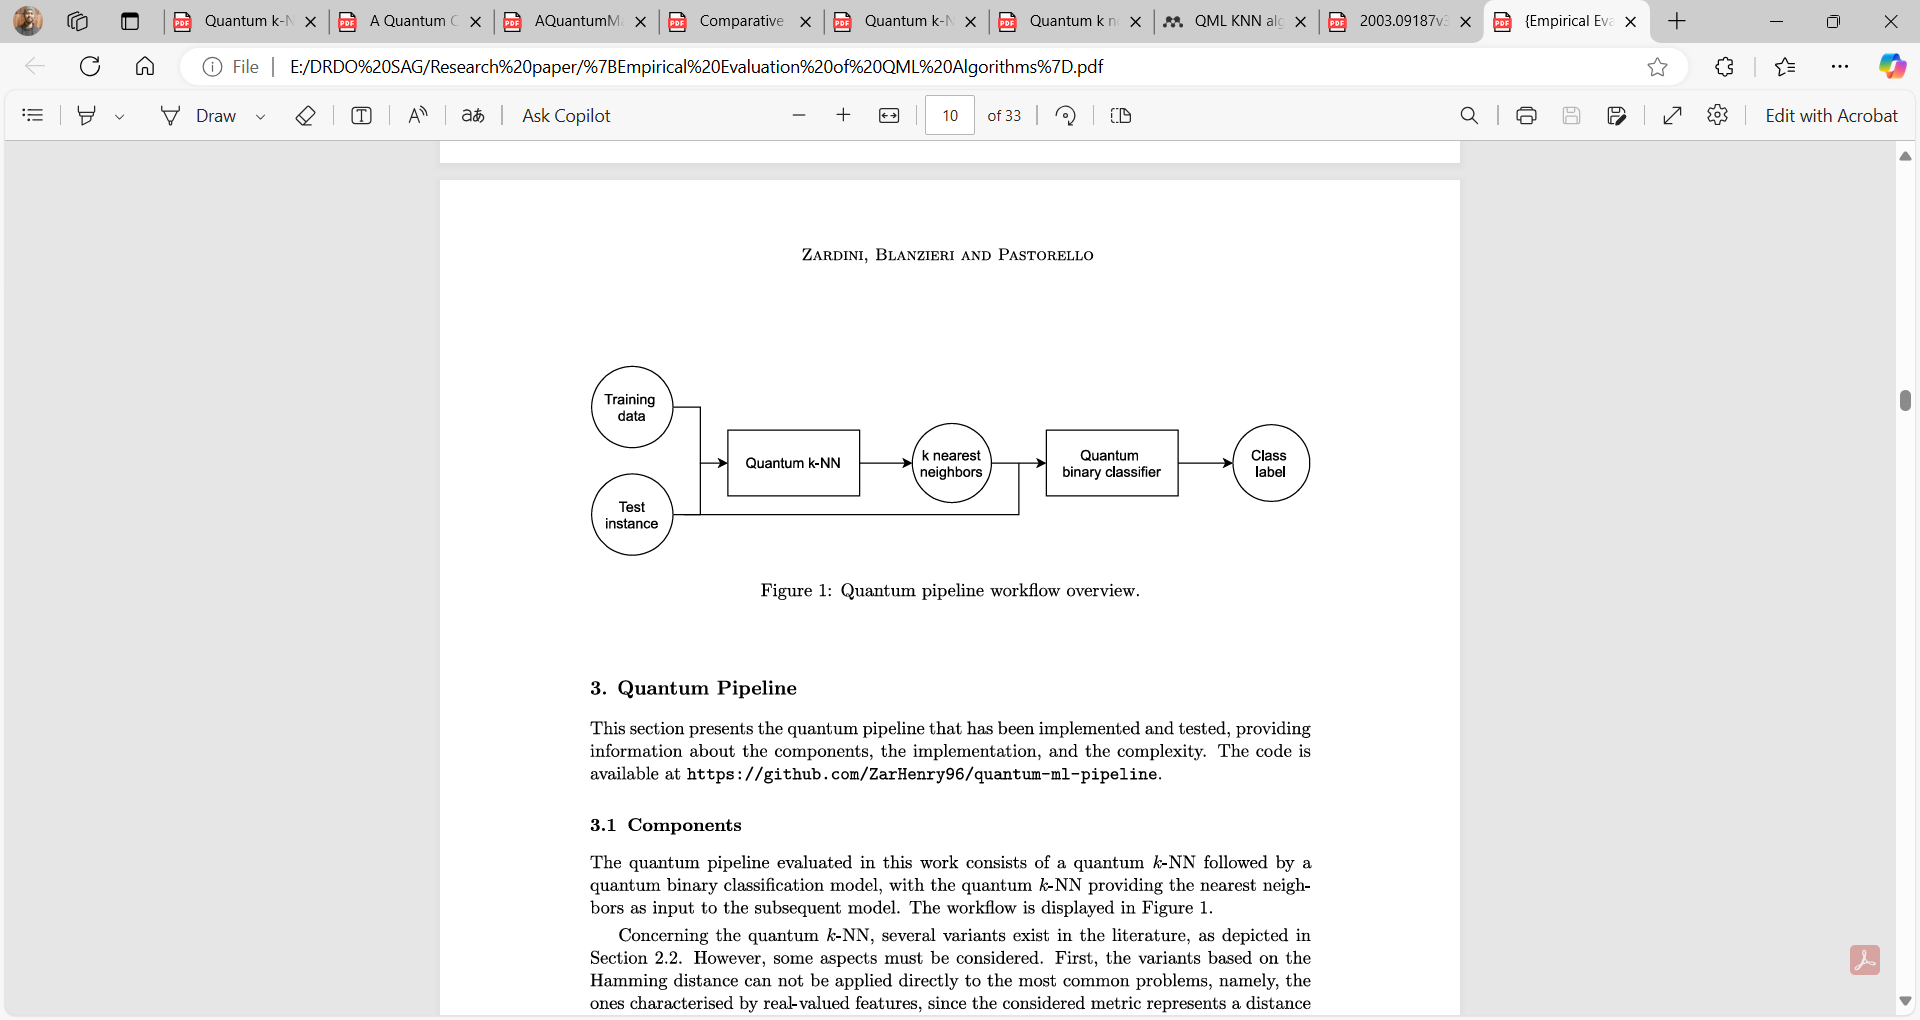 Quantum k-N
A Quantum C
AQuantumMa
Comparative
Quantum k-N
Quantum k n
QML KNN alg
2003.09187v3
{Empirical Eva
File
E:/DRDO%20SAG/Research%20paper/%7BEmpirical%20Evaluation%20of%20QML%20Algorithms%7D.pdf
Draw
aあ
Ask Copilot
10
of 33
Edit with Acrobat
ZARDINI, BLANZIERI AND PASTORELLO
Training
data
Test
instance
Quantum k-NN
k nearest
neighbors
Quantum
binary classifier
Class
label
Figure 1: Quantum pipeline workflow overview.
3. Quantum Pipeline
This section presents the quantum pipeline that has been implemented and tested, providing
information about the components, the implementation, and the complexity. The code is
available at https://github.com/ZarHenry96/quantum-ml-pipeline.
3.1 Components
The quantum pipeline evaluated in this work consists of a quantum k-NN followed by a
quantum binary classification model, with the quantum k-NN providing the nearest neigh-
bors as input to the subsequent model. The workflow is displayed in Figure 1.
Concerning the quantum k-NN, several variants exist in the literature, as depicted in
Section 2.2. However, some aspects must be considered. First, the variants based on the
Hamming distance can not be applied directly to the most common problems, namely, the
ones characterised by real-valued features, since the considered metric represents a distance